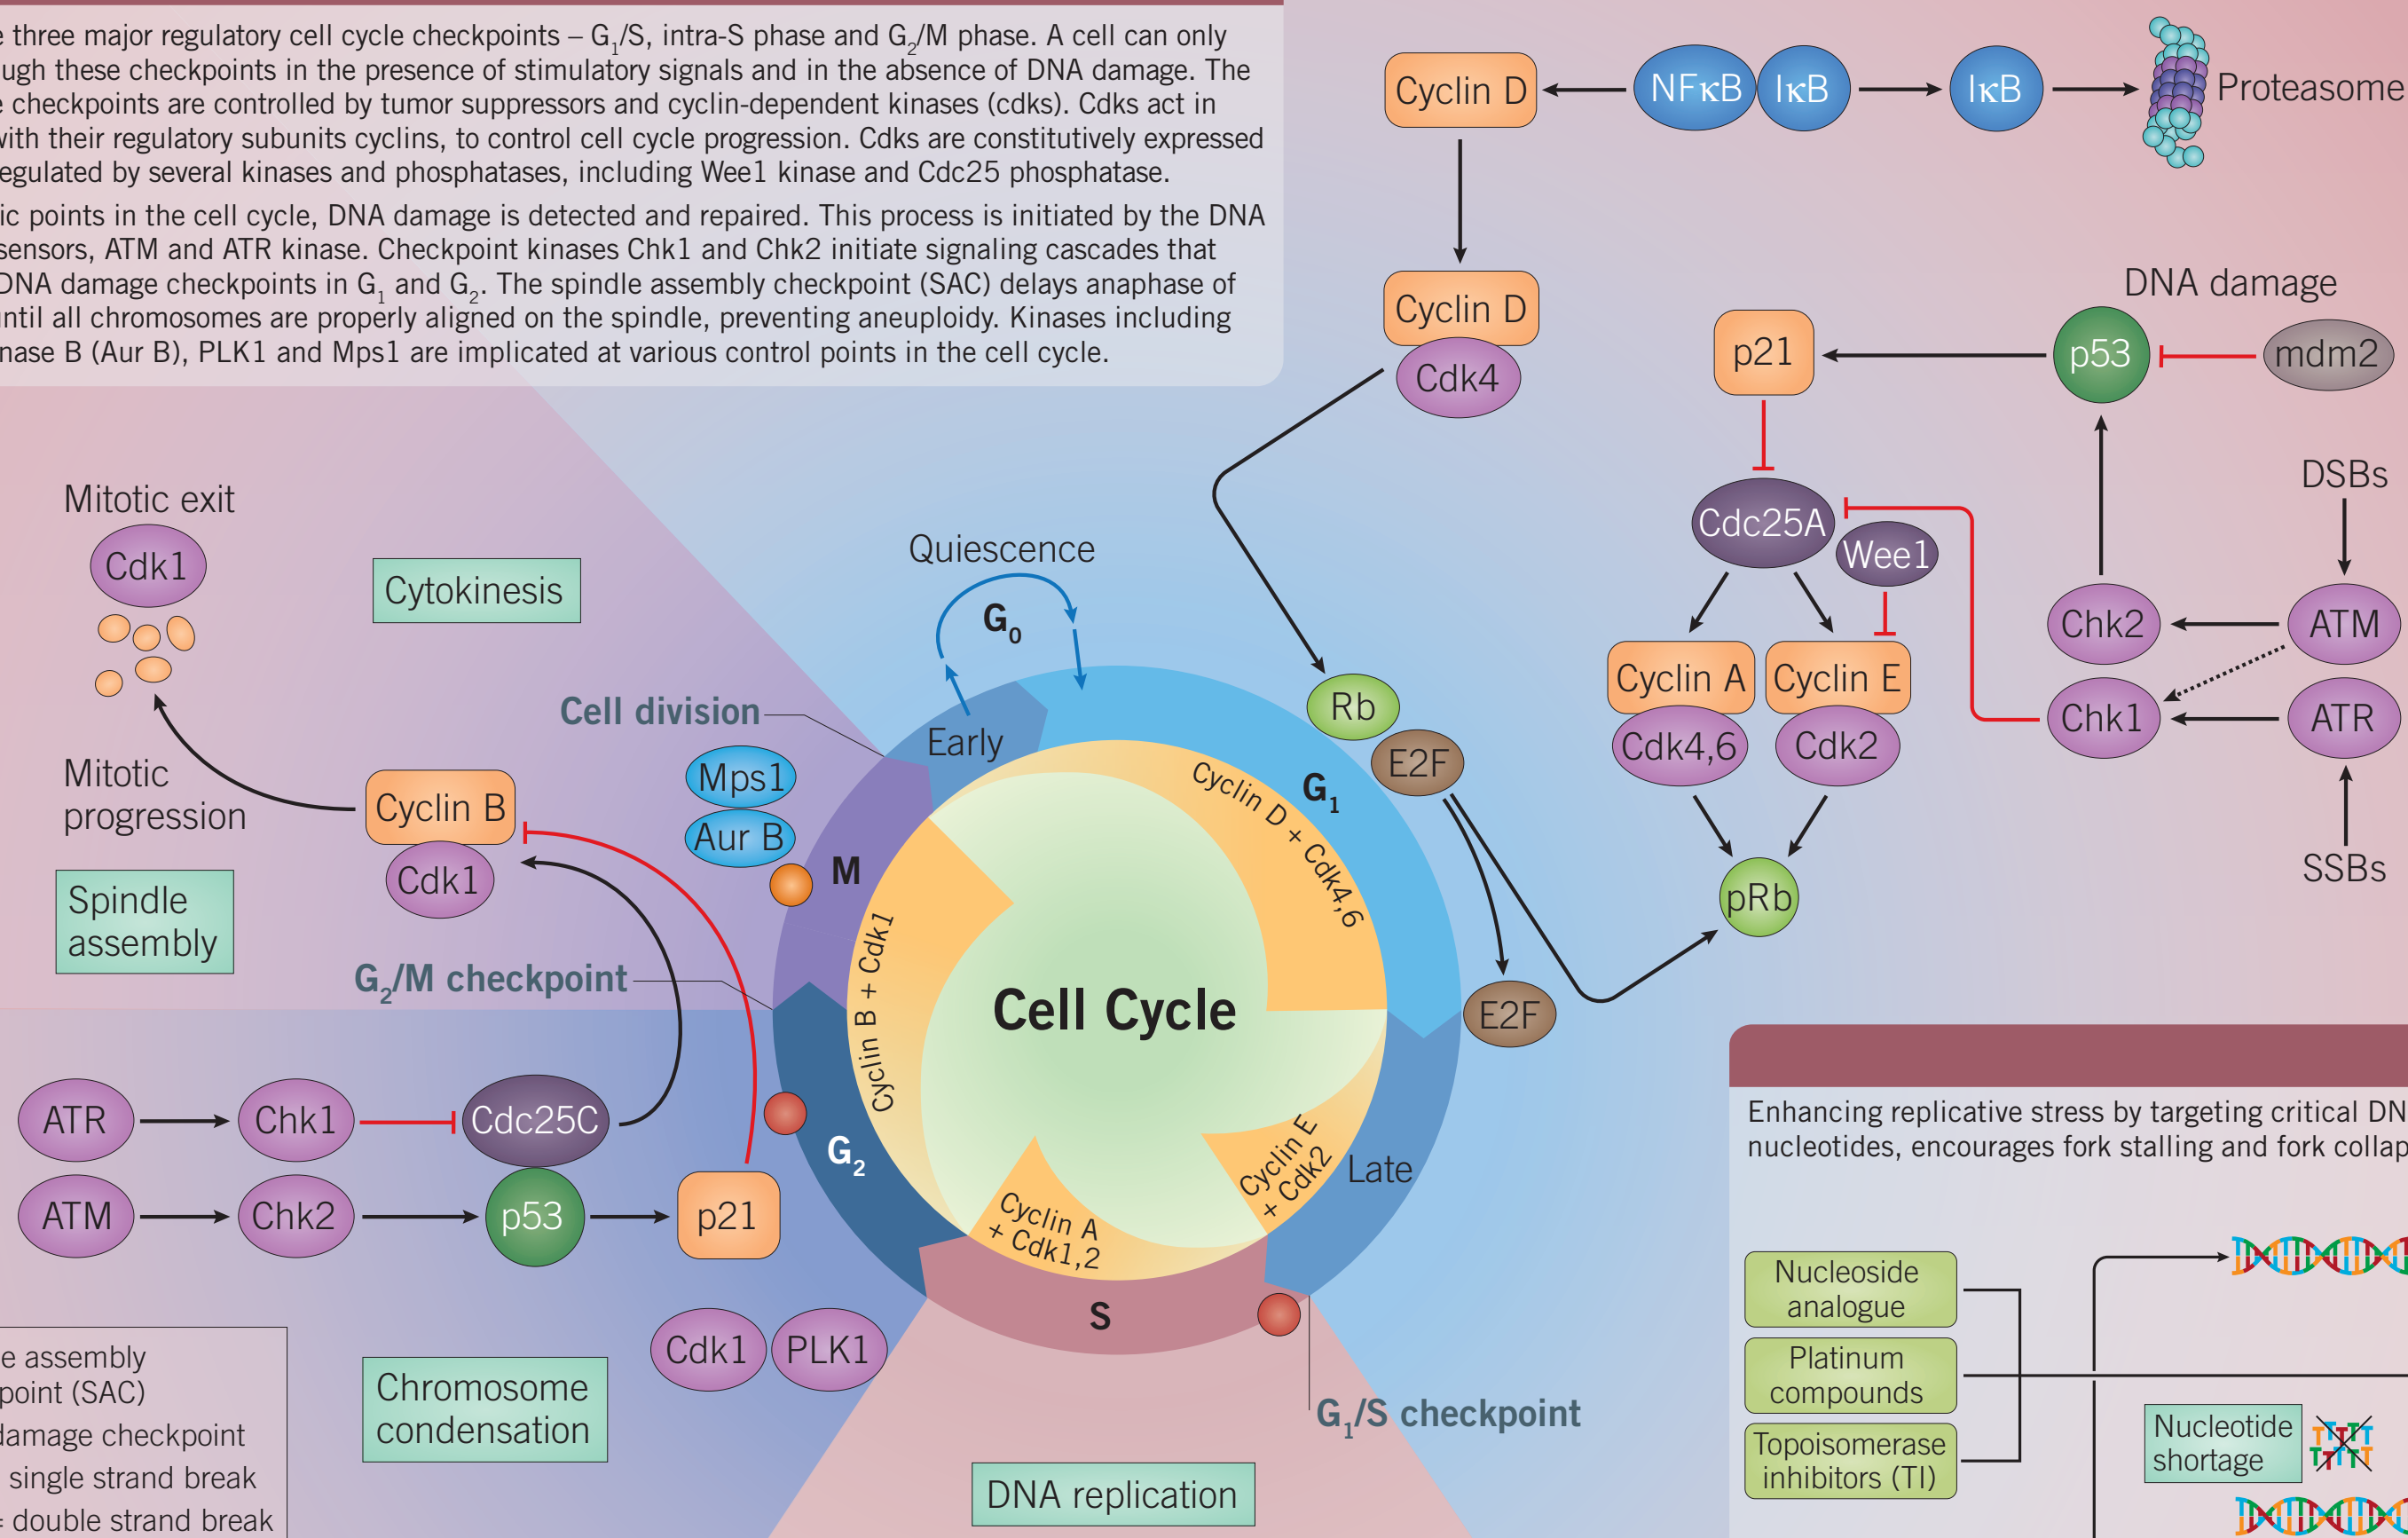 three major regulatory cell cycle checkpoints – G1/S, intra-S phase and G2/M phase. A cell can only
these checkpoints in the presence of stimulatory signals and in the absence of DNA damage. The
checkpoints are controlled by tumor suppressors and cyclin-dependent kinases (cdks). Cdks act in
with their regulatory subunits cyclins, to control cell cycle progression. Cdks are constitutively expressed
by several kinases and phosphatases, including Wee1 kinase and Cdc25 phosphatase.
points in the cell cycle, DNA damage is detected and repaired. This process is initiated by the DNA
sensors, ATM and ATR kinase. Checkpoint kinases Chk1 and Chk2 initiate signaling cascades that
DNA damage checkpoints in G1 and G2. The spindle assembly checkpoint (SAC) delays anaphase of
until all chromosomes are properly aligned on the spindle, preventing aneuploidy. Kinases including
B (Aur B), PLK1 and Mps1 are implicated at various control points in the cell cycle.
Cyclin D
NFκB
IκB
IκB
Proteasome
Cyclin D
Cdk4
DNA damage
p21
p53
mdm2
DSBs
Cdc25A
Wee1
Chk2
ATM
Cyclin A
Cyclin E
Cdk4,6
Cdk2
Chk1
ATR
SSBs
pRb
Mitotic exit
Cdk1
Cytokinesis
Mitotic
progression
Cyclin B
Cdk1
Spindle
assembly
Quiescence
G0
Cell division
Early
Mps1
Aur B
M
Rb
E2F
G1
Cyclin D + Cdk4,6
Cyclin B + Cdk1
G2/M checkpoint
Cell Cycle
E2F
Cyclin E
+ Cdk2
Late
Cyclin A
+ Cdk1,2
G2
S
ATR
Chk1
Cdc25C
ATM
Chk2
p53
p21
Cdk1
PLK1
Chromosome
condensation
G1/S checkpoint
DNA replication
assembly
(SAC)
checkpoint
single strand break
= double strand break
Enhancing replicative stress by targeting critical
nucleotides, encourages fork stalling and fork
Nucleoside
analogue
Platinum
compounds
Topoisomerase
inhibitors (TI)
Nucleotide
shortage